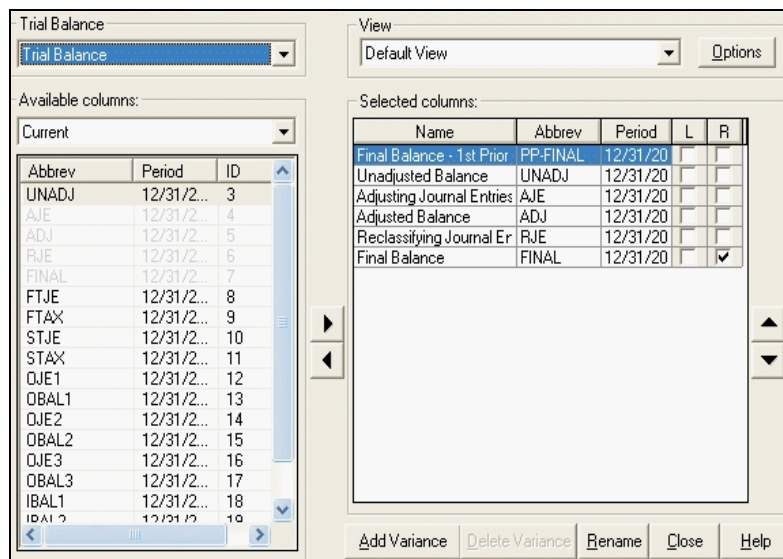 Trial Balance
Trial Balance
View
Default View
Options
Available columns:
Current
Abbrev Period ID
UNADJ 12/31/2... 3
AJE 12/31/2... 4
ADJ 12/31/2... 5
RJE 12/31/2... 6
FINAL 12/31/2... 7
FTJE 12/31/2... 8
FTAX 12/31/2... 9
STJE 12/31/2... 10
STAX 12/31/2... 11
OJE1 12/31/2... 12
OBAL1 12/31/2... 13
OJE2 12/31/2... 14
OBAL2 12/31/2... 15
OJE3 12/31/2... 16
OBAL3 12/31/2... 17
IBAL1 12/31/2... 18
IBAL2 12/31/2... 19
Selected columns:
Name Abbrev Period L R
Final Balance - 1st Prior PP-FINAL 12/31/20
Unadjusted Balance UNADJ 12/31/20
Adjusting Journal Entries AJE 12/31/20
Adjusted Balance ADJ 12/31/20
Reclassifying Journal Er RJE 12/31/20
Final Balance FINAL 12/31/20
Add Variance Delete Variance Rename Close Help